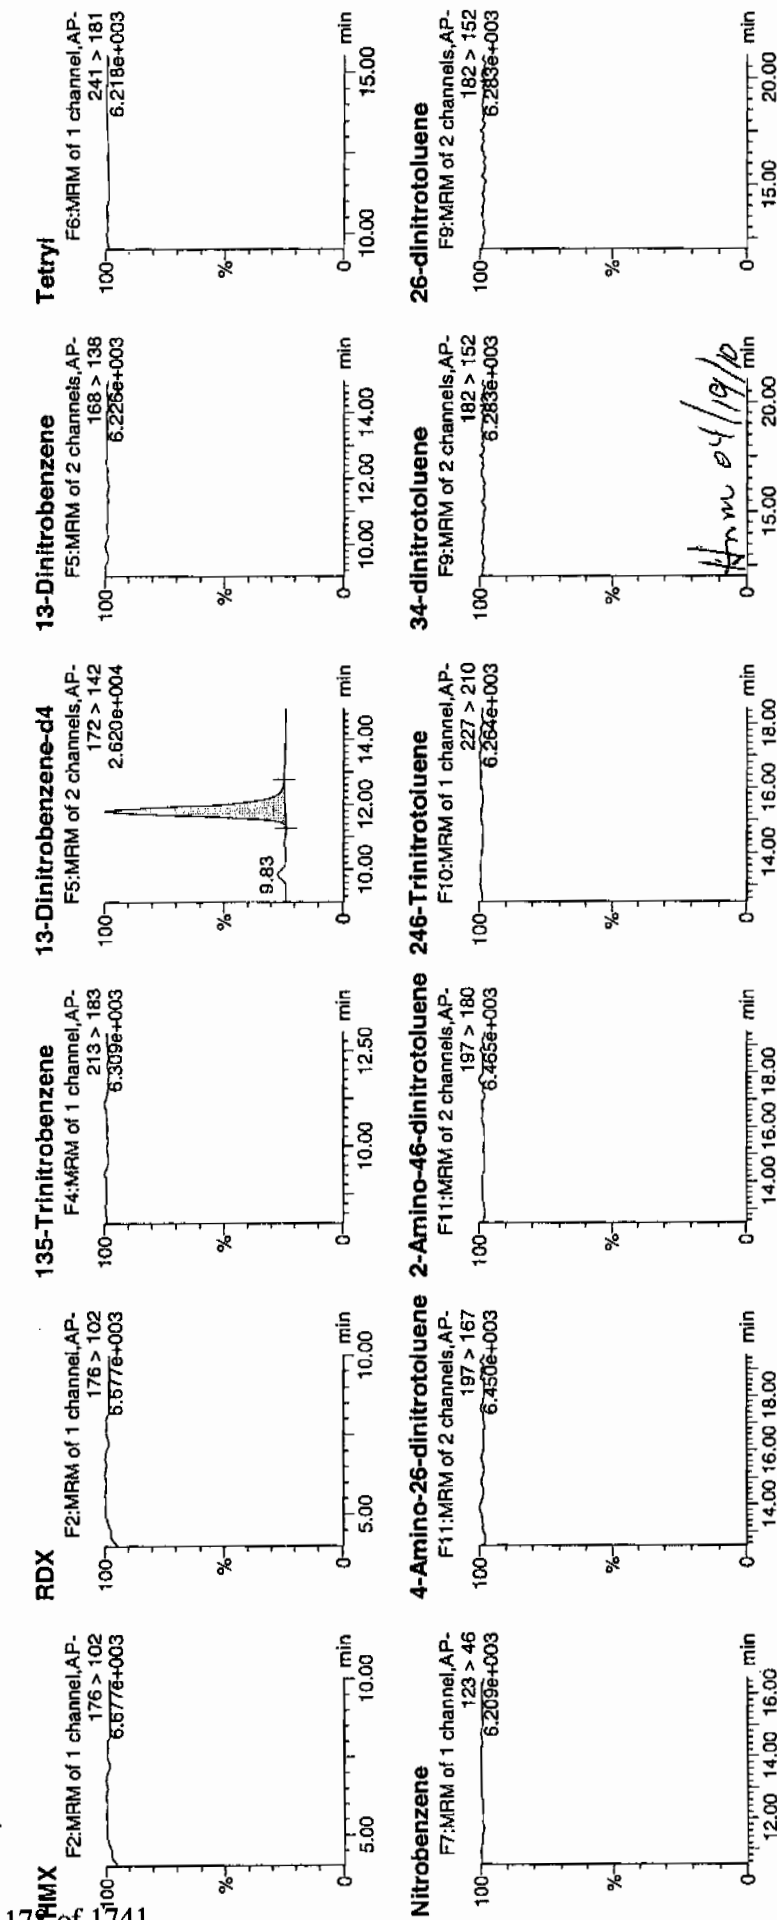 HMX
F2:MRM of 1 channel,AP-
176 > 102
6.677e+003
100
%
0
5.00 10.00 min
RDX
F2:MRM of 1 channel,AP-
176 > 102
6.677e+003
100
%
0
5.00 10.00 min
135-Trinitrobenzene
F4:MRM of 1 channel,AP-
213 > 183
6.309e+003
100
%
0
10.00 12.50 min
13-Dinitrobenzene-d4
F5:MRM of 2 channels,AP-
172 > 142
2.620e+004
100
9.83
%
0
10.00 12.00 14.00 min
13-Dinitrobenzene
F5:MRM of 2 channels,AP-
168 > 138
6.226e+003
100
%
0
10.00 12.00 14.00 min
Tetryl
F6:MRM of 1 channel,AP-
241 > 181
6.218e+003
100
%
0
10.00 15.00 min
Nitrobenzene
F7:MRM of 1 channel,AP-
123 > 46
6.209e+003
100
%
0
12.00 14.00 16.00 min
4-Amino-26-dinitrotoluene
F11:MRM of 2 channels,AP-
197 > 167
6.450e+003
100
%
0
14.00 16.00 18.00 min
2-Amino-46-dinitrotoluene
F11:MRM of 2 channels,AP-
197 > 180
6.465e+003
100
%
0
14.00 16.00 18.00 min
246-Trinitrotoluene
F10:MRM of 1 channel,AP-
227 > 210
6.264e+003
100
%
0
14.00 16.00 18.00 min
34-dinitrotoluene
F9:MRM of 2 channels,AP-
182 > 152
6.283e+003
100
%
0
15.00 20.00 min
04/19/10
26-dinitrotoluene
F9:MRM of 2 channels,AP-
182 > 152
6.283e+003
100
%
0
15.00 20.00 min
of 1741